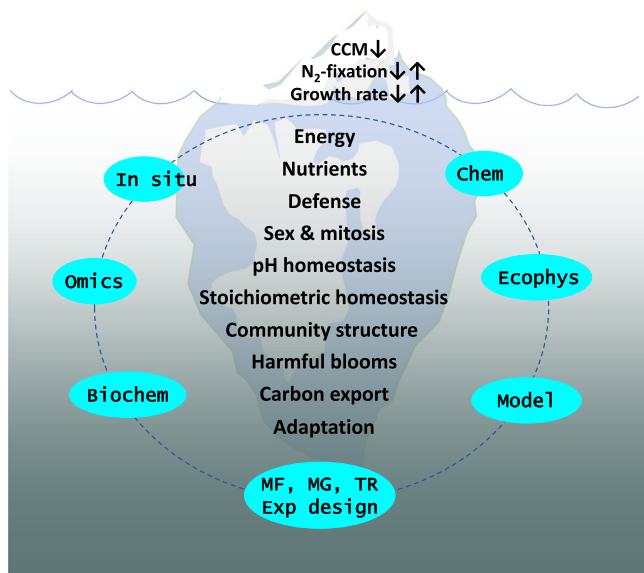 CCM↓
N₂-fixation↓ ↑
Growth rate↓ ↑
Energy
Nutrients
Defense
Sex & mitosis
pH homeostasis
Stoichiometric homeostasis
Community structure
Harmful blooms
Carbon export
Adaptation
In situ
Chem
Omics
Ecophys
Biochem
Model
MF, MG, TR
Exp design